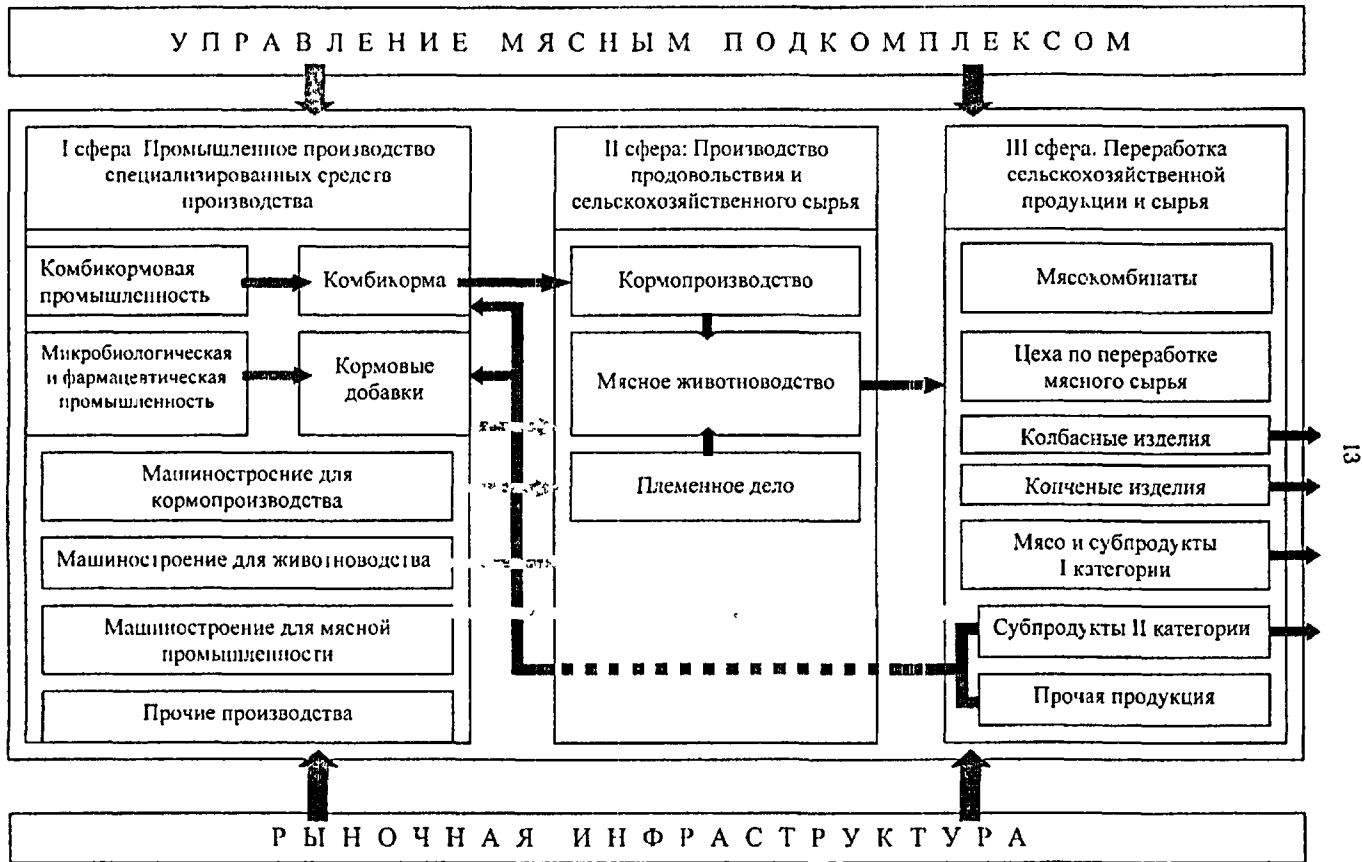 УПРАВЛЕНИЕ МЯСНЫМ ПОДКОМПЛЕКСОМ
I сфера Промышленное производство
специализированных средств
производства
Комбикормовая
промышленность
Комбикорма
Микробиологическая
и фармацевтическая
промышленность
Кормовые
добавки
Машиностроение для
кормопроизводства
Машиностроение для животноводства
Машиностроение для мясной
промышленности
Прочие производства
II сфера: Производство
продовольствия и
сельскохозяйственного сырья
Кормопроизводство
Мясное животноводство
Племенное дело
III сфера. Переработка
сельскохозяйственной
продукции и сырья
Мясокомбинаты
Цеха по переработке
мясного сырья
Колбасные изделия
Копченые изделия
Мясо и субпродукты
I категории
Субпродукты II категории
Прочая продукция
13
РЫНОЧНАЯ ИНФРАСТРУКТУРА